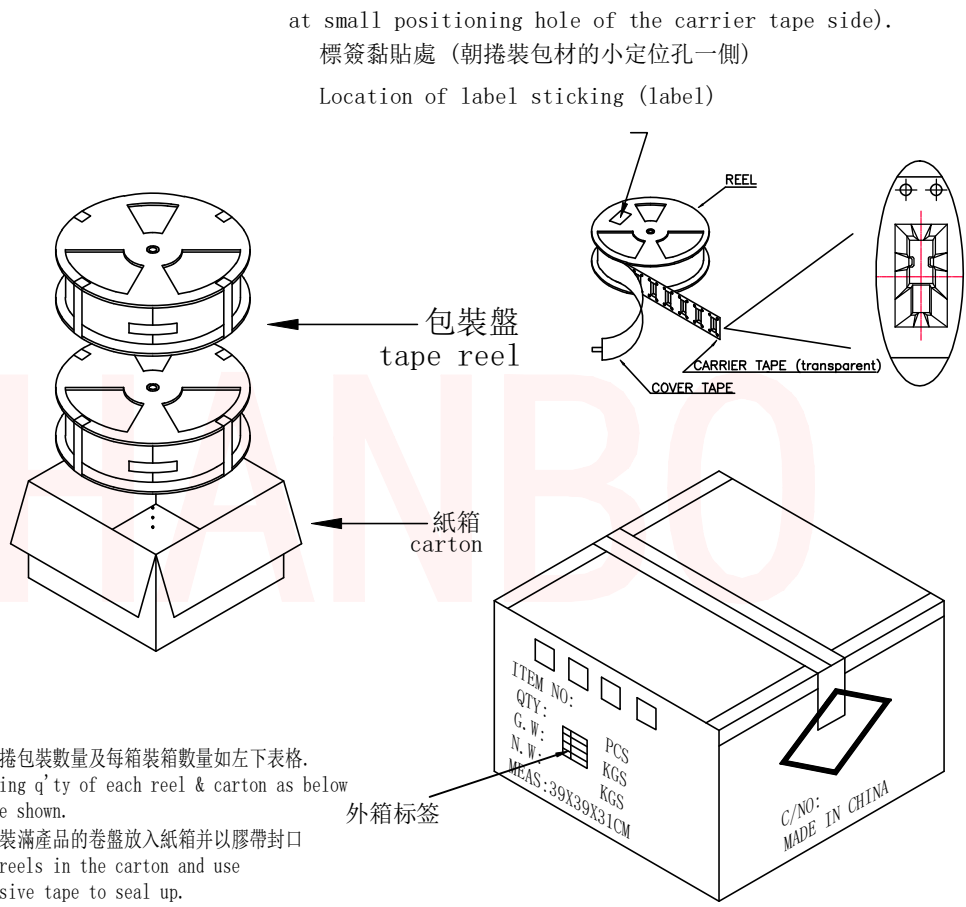 at small positioning hole of the carrier tape side).
標簽黏貼處 (朝捲裝包材的小定位孔一側)
Location of label sticking (label)
REEL
包裝盤
tape reel
CARRIER TAPE (transparent)
COVER TAPE
HANBO
紙箱
carton
ITEM NO:
QTY: PCS
G.W: KGS
N.W: KGS
MEAS:39X39X31CM
C/NO:
MADE IN CHINA
外箱标签
捲包裝數量及每箱裝箱數量如左下表格.
ing q'ty of each reel & carton as below
e shown.
裝滿產品的卷盤放入紙箱并以膠帶封口
reels in the carton and use
sive tape to seal up.